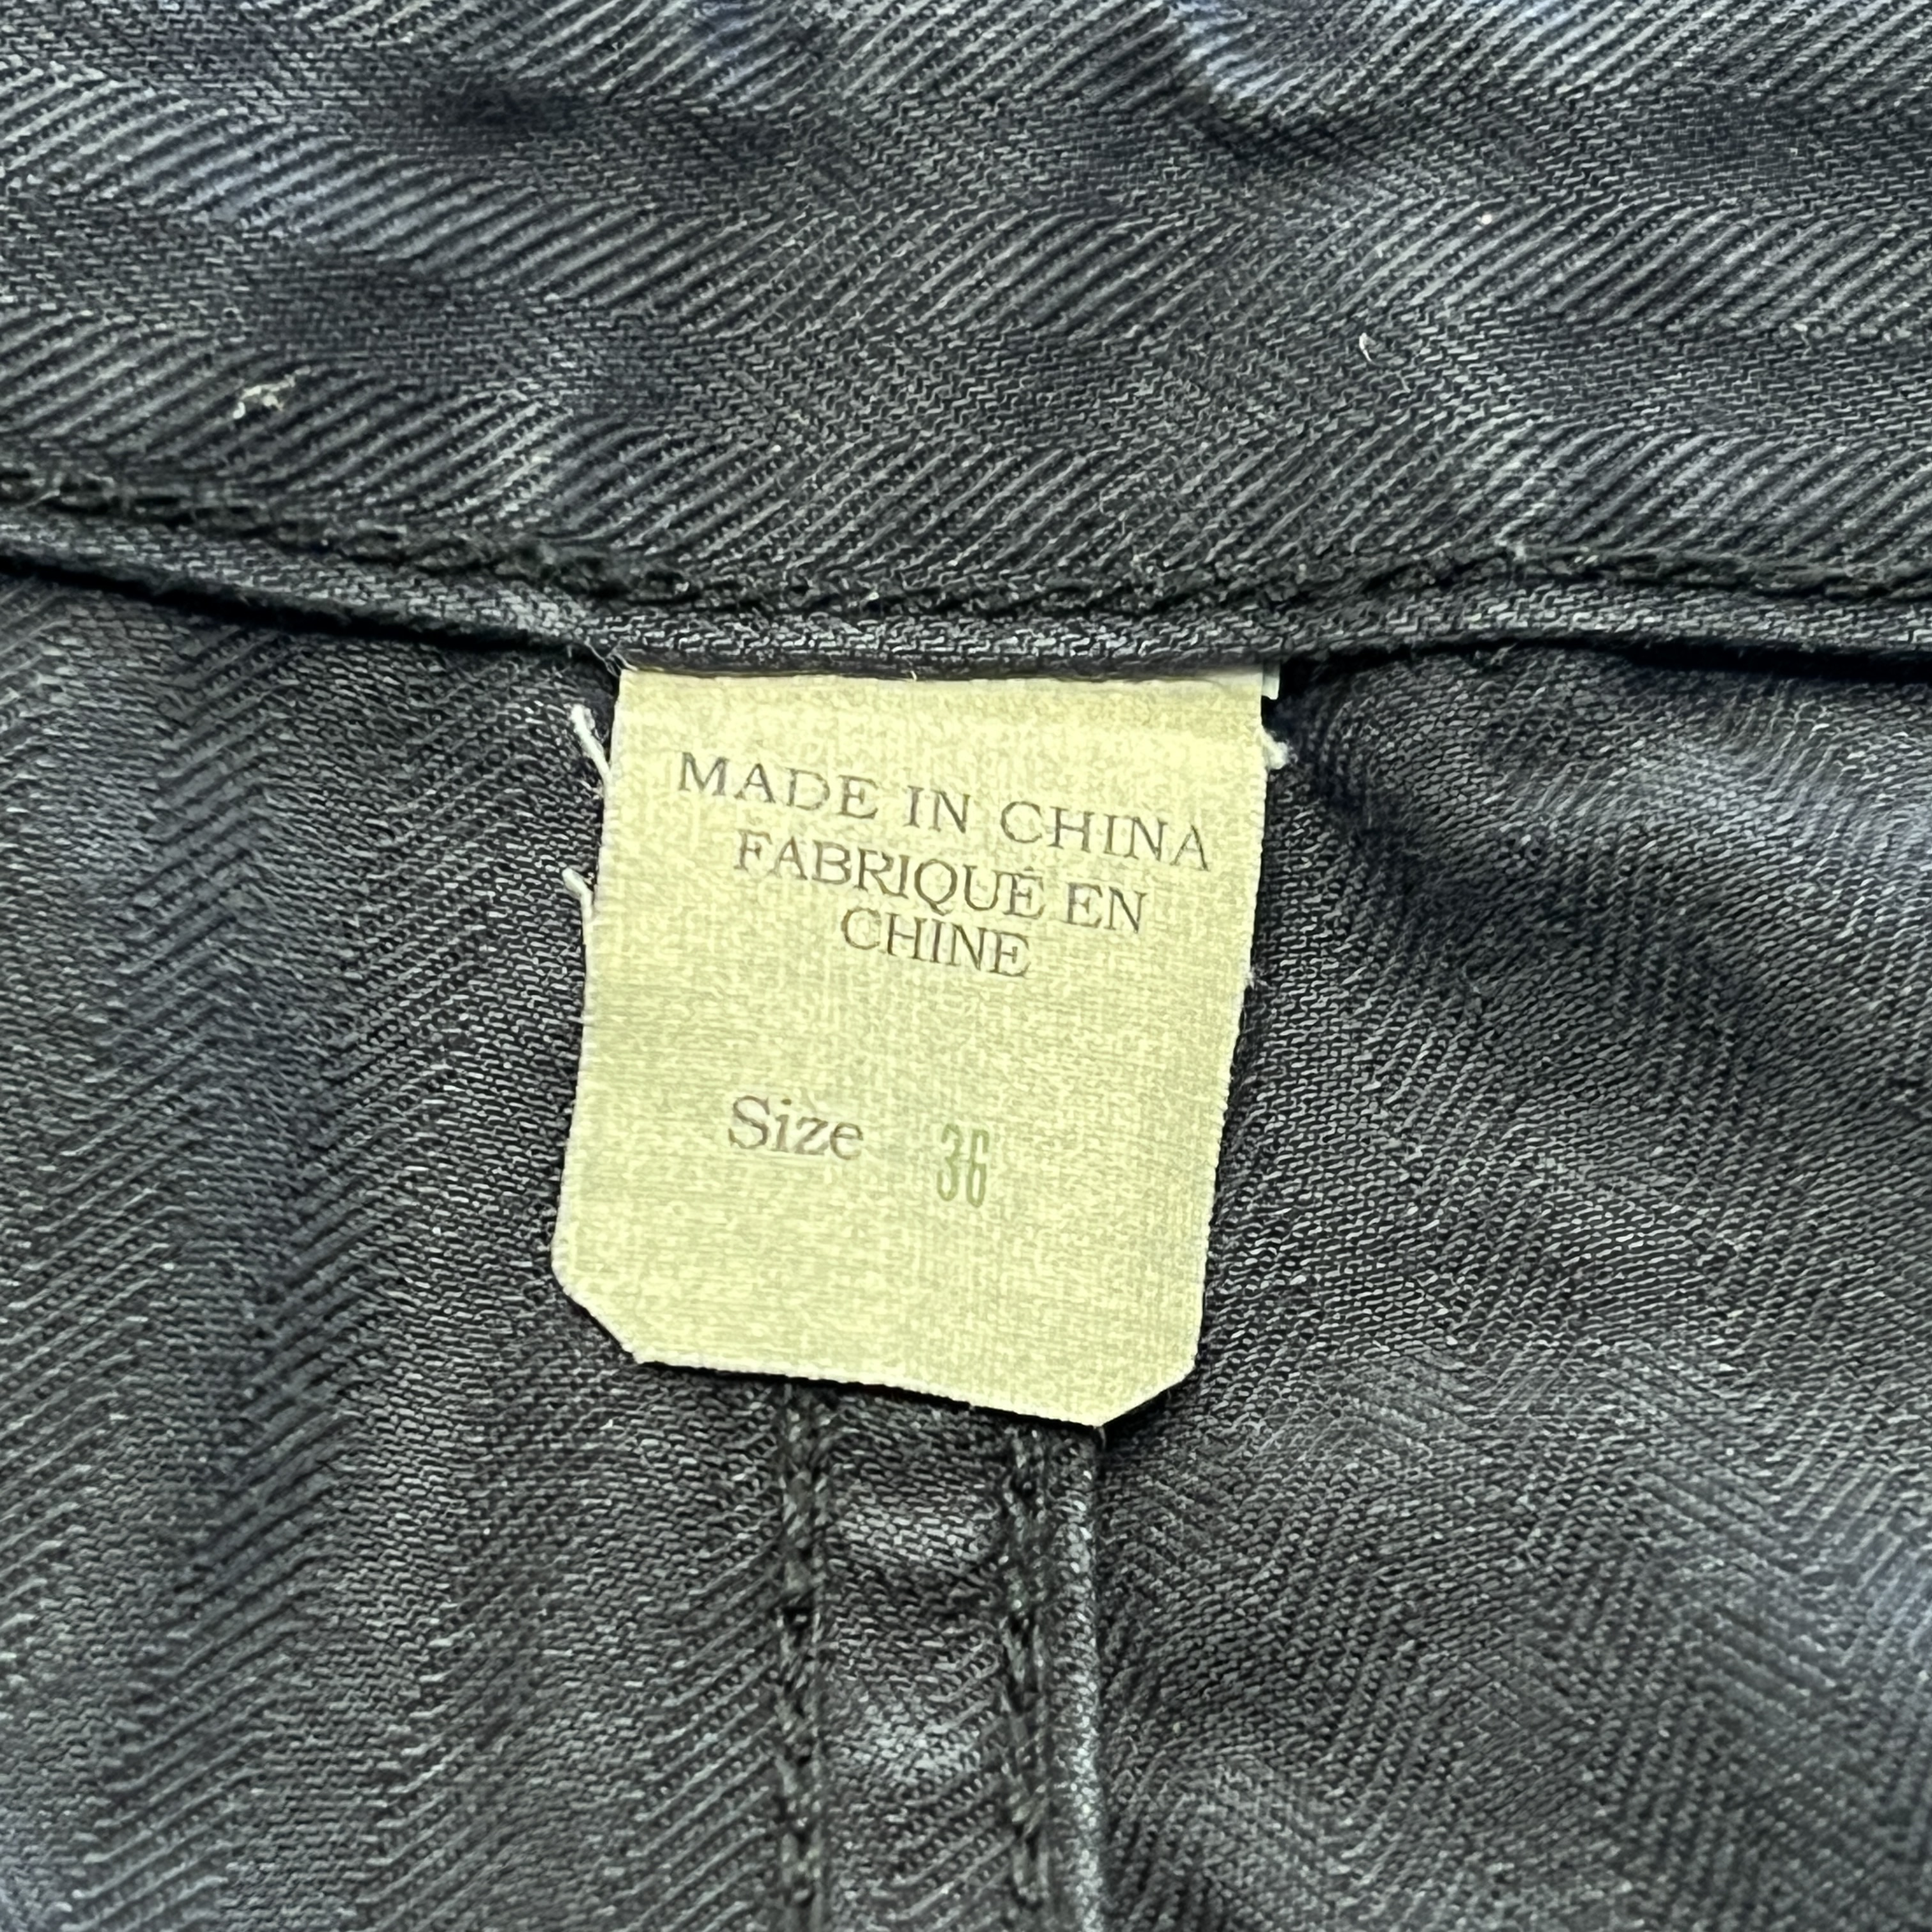 MADE IN CHINA
FABRIQUÉ EN
CHINE
Size 36